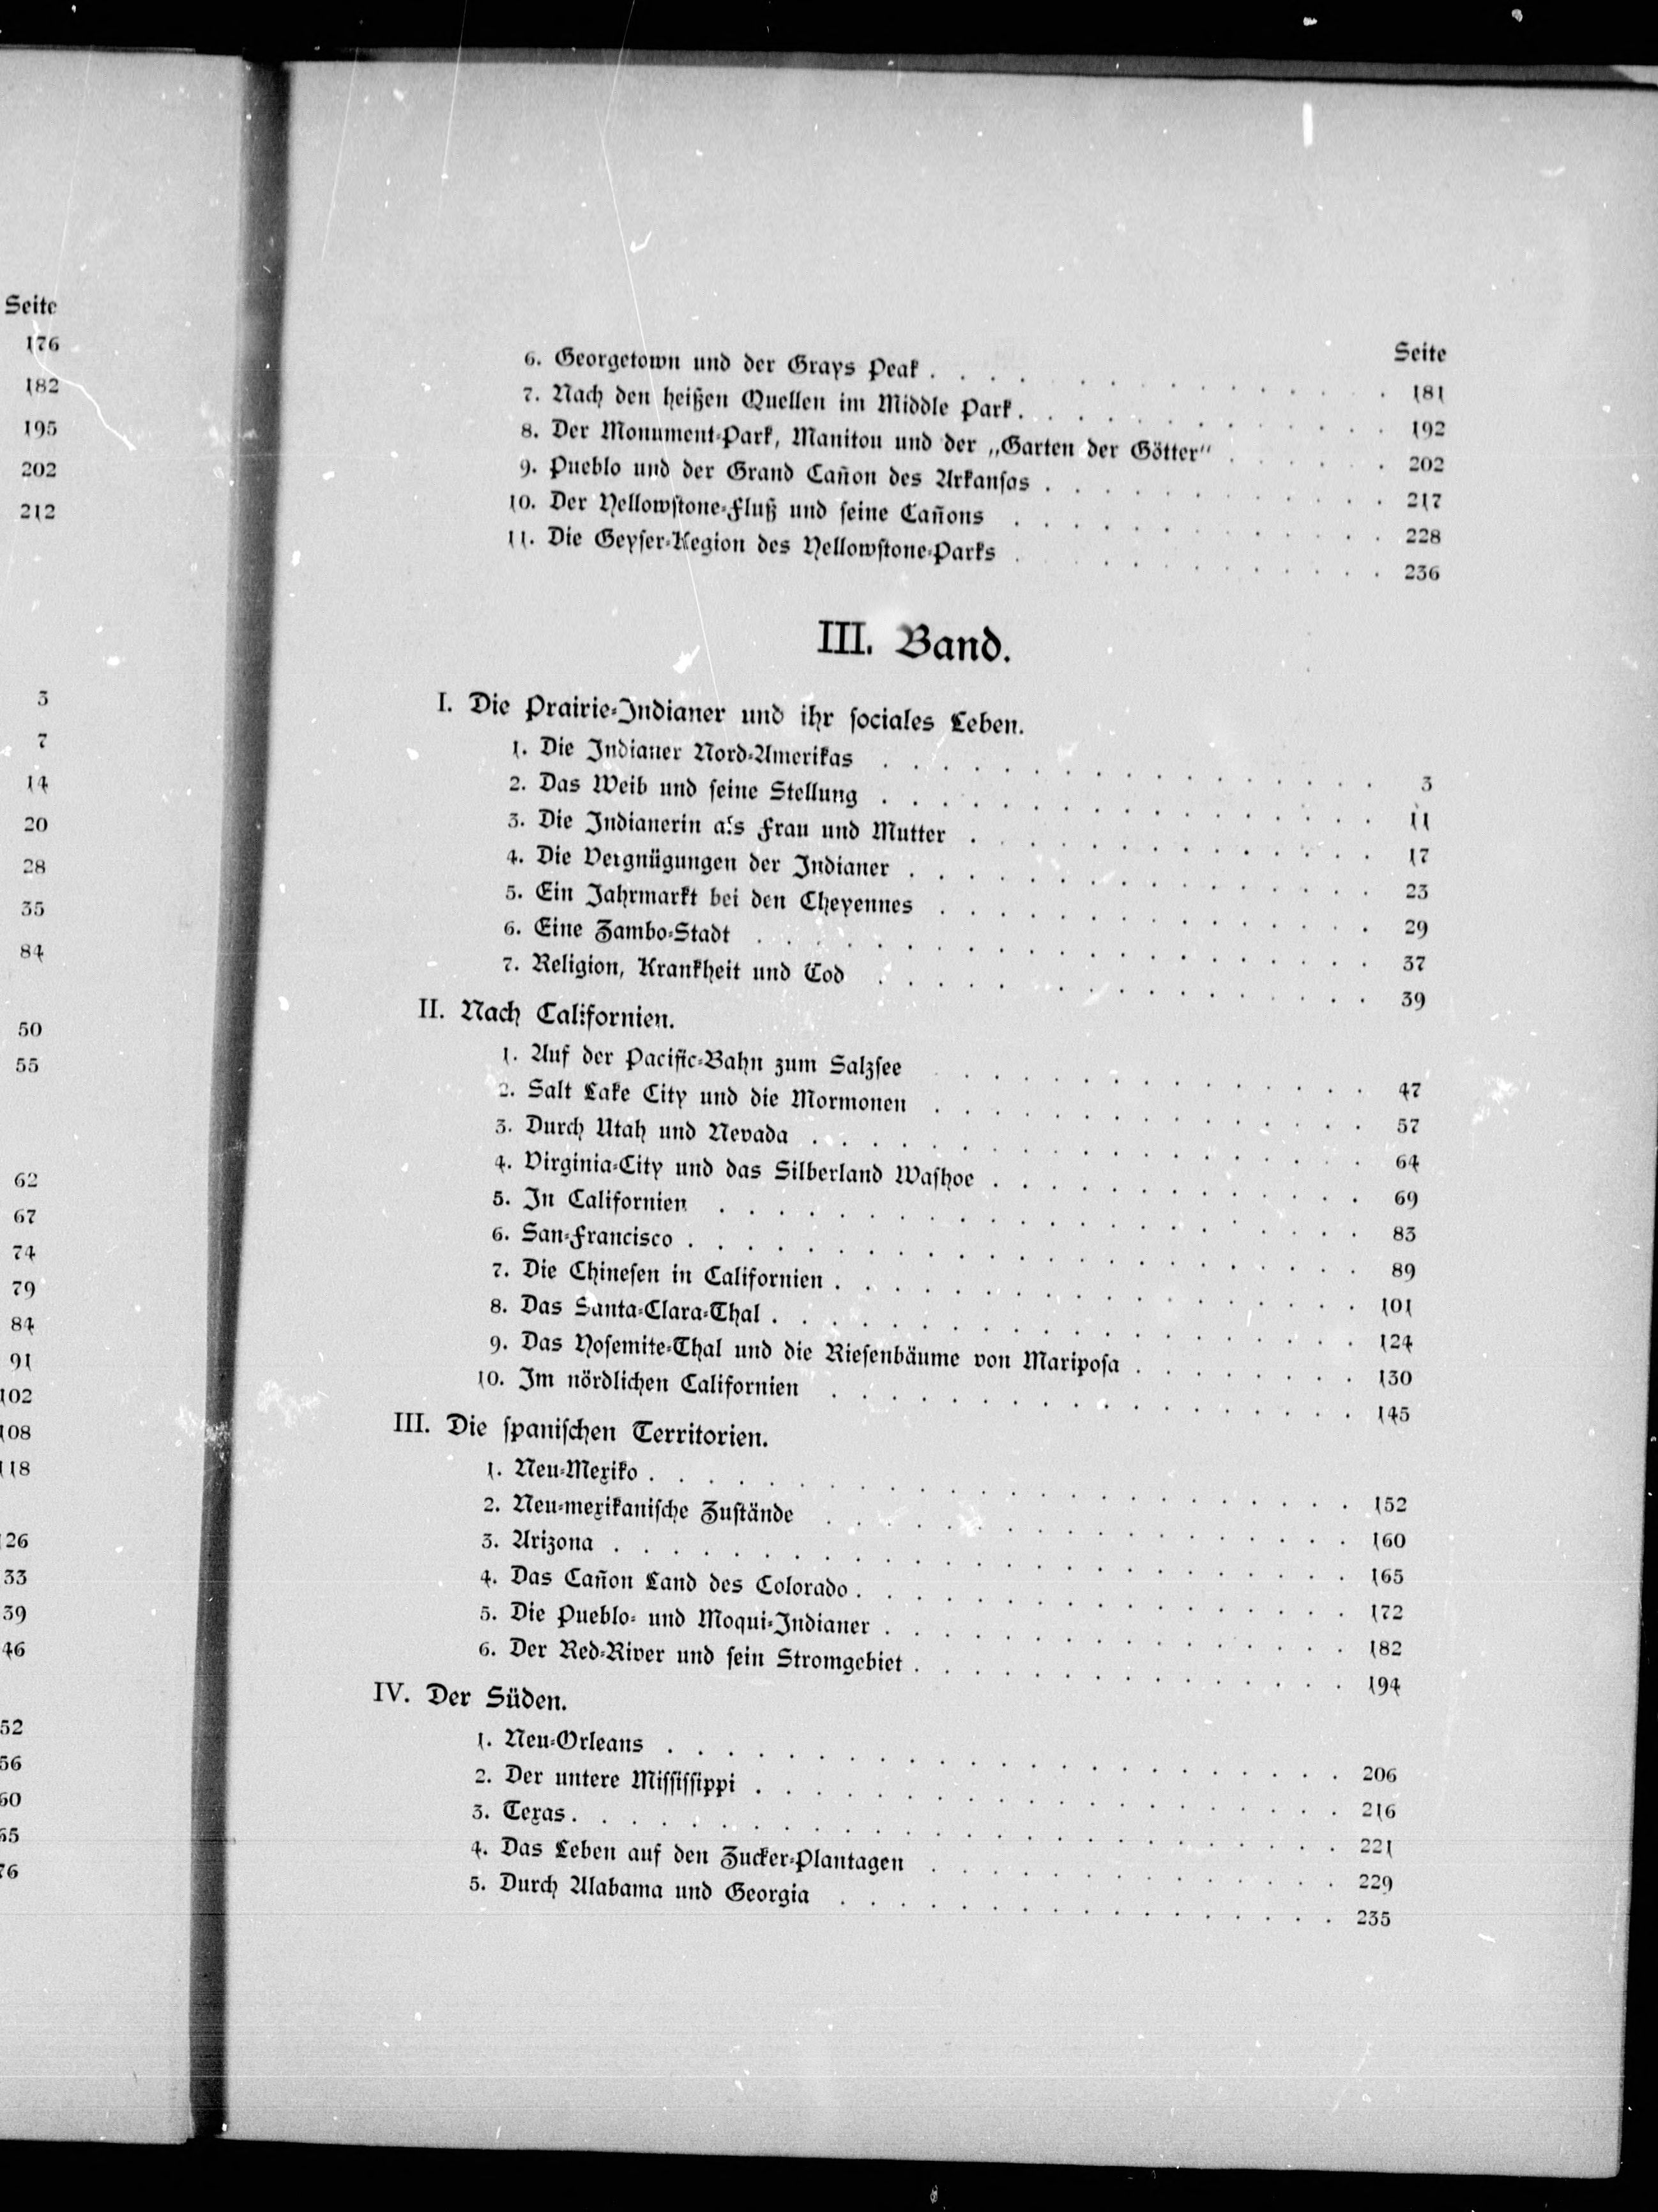 Seite
176
182
195
202
212
3
7
14
20
28
35
84
50
55
62
67
74
79
84
91
102
108
118
126
33
39
46
52
56
60
65
76
Seite
6. Georgetown und der Grays Peak . . . . 181
7. Nach den heißen Quellen im Middle Park . . . . 192
8. Der Monument-Park, Manitou und der „Garten der Götter“ . . . . 202
9. Pueblo und der Grand Cañon des Arkansas . . . . 217
10. Der Yellowstone-Fluß und seine Cañons . . . . 228
11. Die Geyser-Region des Yellowstone-Parks . . . . 236
III. Band.
I. Die Prairie-Indianer und ihr sociales Leben.
1. Die Indianer Nord-Amerikas . . . . 3
2. Das Weib und seine Stellung . . . . 11
3. Die Indianerin als Frau und Mutter . . . . 17
4. Die Vergnügungen der Indianer . . . . 23
5. Ein Jahrmarkt bei den Cheyennes . . . . 29
6. Eine Zambo-Stadt . . . . 37
7. Religion, Krankheit und Tod . . . . 39
II. Nach Californien.
1. Auf der Pacific-Bahn zum Salzsee . . . . 47
2. Salt Lake City und die Mormonen . . . . 57
3. Durch Utah und Nevada . . . . 64
4. Virginia-City und das Silberland Washoe . . . . 69
5. In Californien . . . . 83
6. San-Francisco . . . . 89
7. Die Chinesen in Californien . . . . 101
8. Das Santa-Clara-Thal . . . . 124
9. Das Yosemite-Thal und die Riesenbäume von Mariposa . . . . 130
10. Im nördlichen Californien . . . . 145
III. Die spanischen Territorien.
1. Neu-Mexiko . . . . 152
2. Neu-mexikanische Zustände . . . . 160
3. Arizona . . . . 165
4. Das Cañon Land des Colorado . . . . 172
5. Die Pueblo- und Moqui-Indianer . . . . 182
6. Der Red-River und sein Stromgebiet . . . . 194
IV. Der Süden.
1. Neu-Orleans . . . . 206
2. Der untere Mississippi . . . . 216
3. Texas . . . . 221
4. Das Leben auf den Zucker-Plantagen . . . . 229
5. Durch Alabama und Georgia . . . . 235